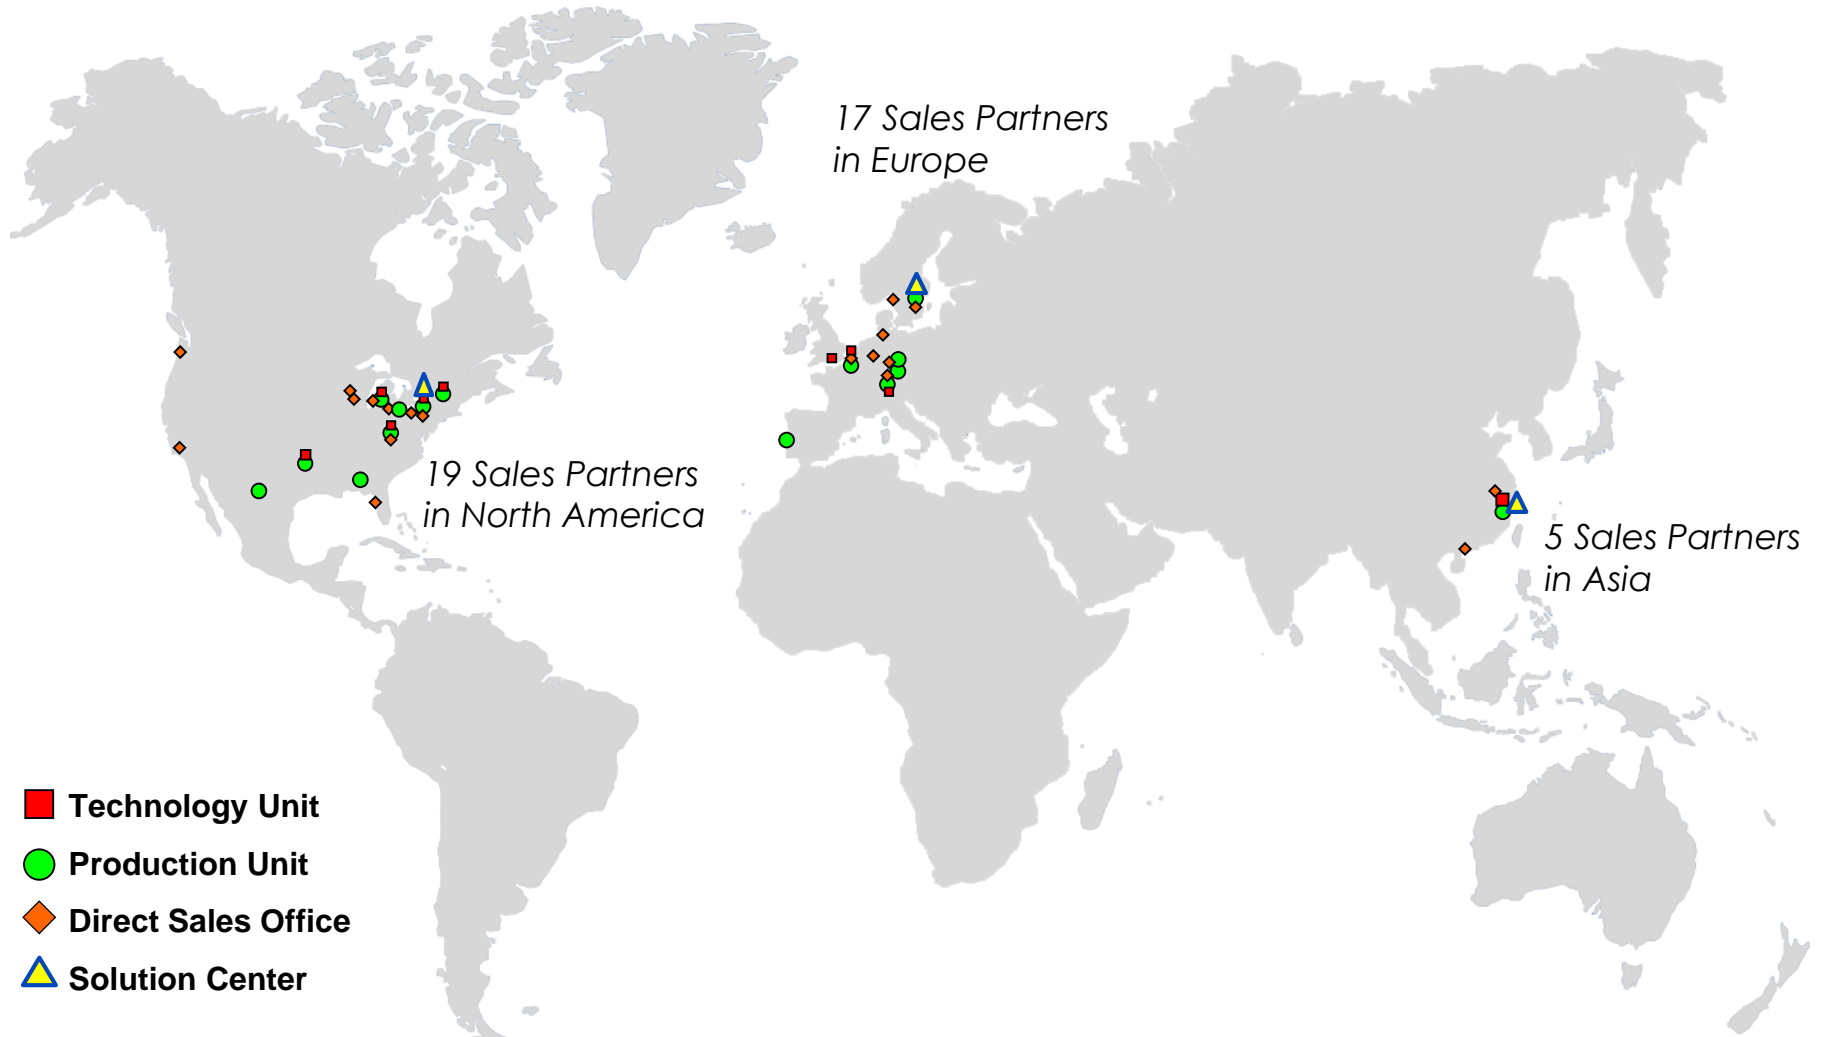 17 Sales Partners
in Europe
19 Sales Partners
in North America
5 Sales Partners
in Asia
Technology Unit
Production Unit
Direct Sales Office
Solution Center